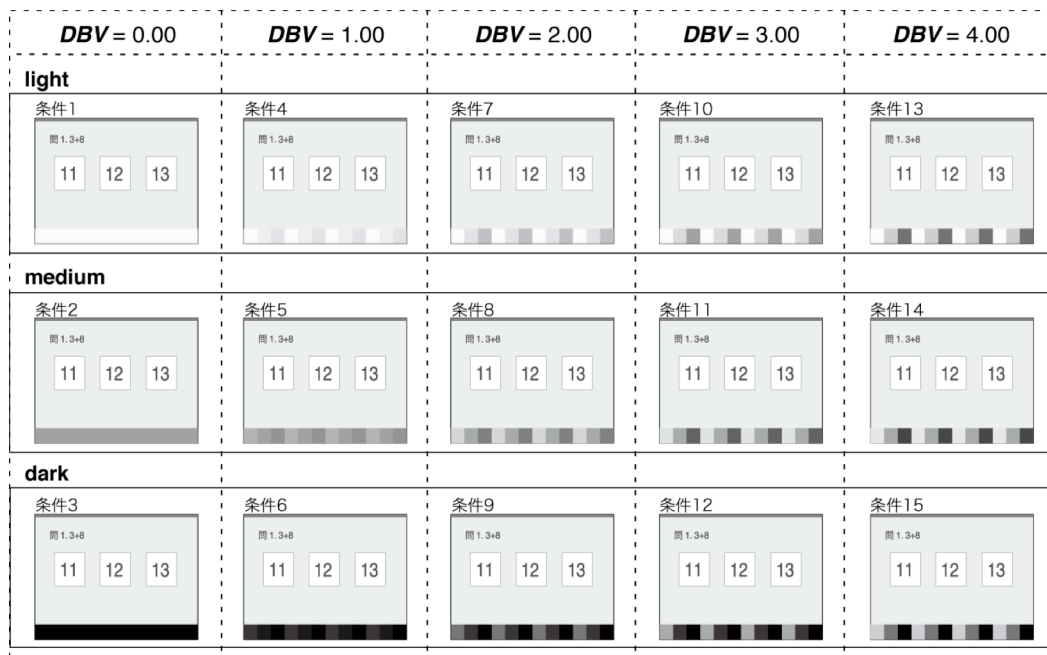 DBV = 0.00 DBV = 1.00 DBV = 2.00 DBV = 3.00 DBV = 4.00
light
条件1 条件4 条件7 条件10 条件13
問 1. 3+8 問 1. 3+8 問 1. 3+8 問 1. 3+8 問 1. 3+8
11 12 13 11 12 13 11 12 13 11 12 13 11 12 13
medium
条件2 条件5 条件8 条件11 条件14
問 1. 3+8 問 1. 3+8 問 1. 3+8 問 1. 3+8 問 1. 3+8
11 12 13 11 12 13 11 12 13 11 12 13 11 12 13
dark
条件3 条件6 条件9 条件12 条件15
問 1. 3+8 問 1. 3+8 問 1. 3+8 問 1. 3+8 問 1. 3+8
11 12 13 11 12 13 11 12 13 11 12 13 11 12 13